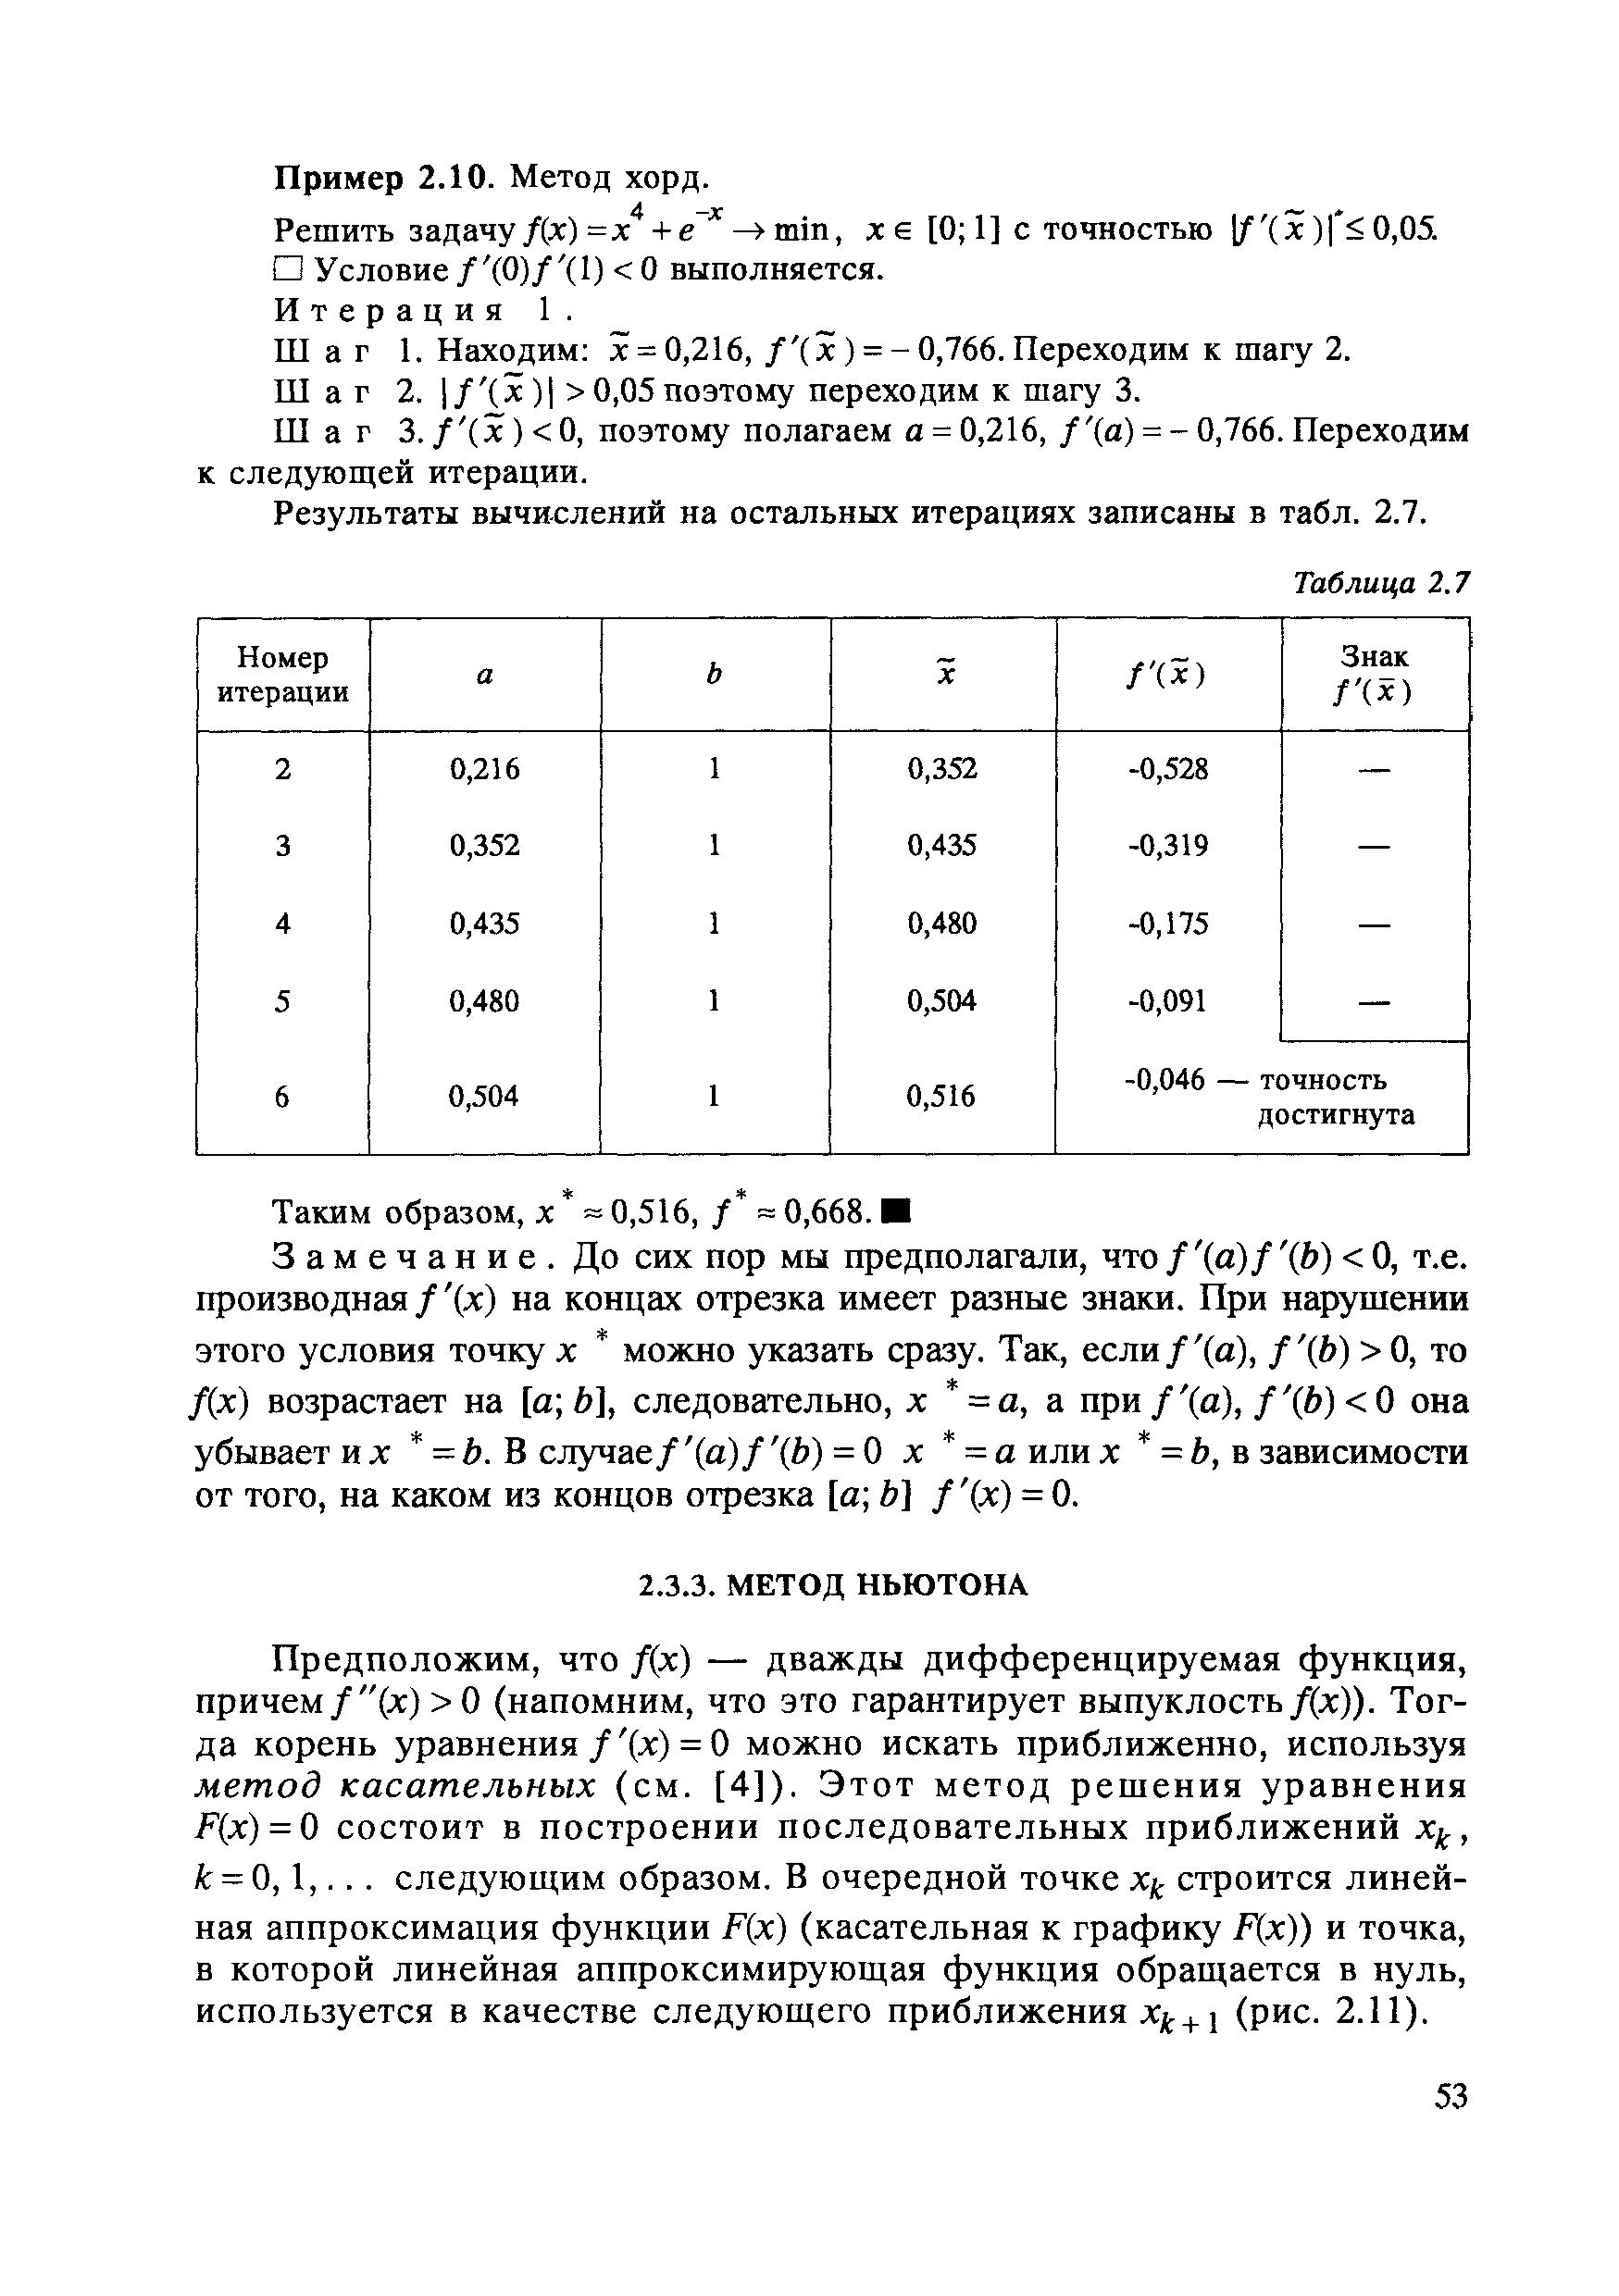 Пример 2.10. Метод хорд.
Решить задачу f(x) = x⁴ + e⁻ˣ → min, x ∈ [0; 1] с точностью |f′(x̃)| ≤ 0,05.
□ Условие f′(0)f′(1) < 0 выполняется.
Итерация 1.
Шаг 1. Находим: x̃ = 0,216, f′(x̃) = − 0,766. Переходим к шагу 2.
Шаг 2. |f′(x̃)| > 0,05 поэтому переходим к шагу 3.
Шаг 3. f′(x̃) < 0, поэтому полагаем a = 0,216, f′(a) = − 0,766. Переходим
к следующей итерации.
Результаты вычислений на остальных итерациях записаны в табл. 2.7.
Таблица 2.7
Номер итерации a b x̃ f′(x̃) Знак f′(x̃)
2 0,216 1 0,352 -0,528 —
3 0,352 1 0,435 -0,319 —
4 0,435 1 0,480 -0,175 —
5 0,480 1 0,504 -0,091 —
6 0,504 1 0,516 -0,046 — точность достигнута
Таким образом, x* ≈ 0,516, f* ≈ 0,668. ■
Замечание. До сих пор мы предполагали, что f′(a)f′(b) < 0, т.е.
производная f′(x) на концах отрезка имеет разные знаки. При нарушении
этого условия точку x* можно указать сразу. Так, если f′(a), f′(b) > 0, то
f(x) возрастает на [a; b], следовательно, x* = a, а при f′(a), f′(b) < 0 она
убывает и x* = b. В случае f′(a)f′(b) = 0 x* = a или x* = b, в зависимости
от того, на каком из концов отрезка [a; b] f′(x) = 0.
2.3.3. МЕТОД НЬЮТОНА
Предположим, что f(x) — дважды дифференцируемая функция,
причем f″(x) > 0 (напомним, что это гарантирует выпуклость f(x)). Тог-
да корень уравнения f′(x) = 0 можно искать приближенно, используя
метод касательных (см. [4]). Этот метод решения уравнения
F(x) = 0 состоит в построении последовательных приближений xₖ,
k = 0, 1,... следующим образом. В очередной точке xₖ строится линей-
ная аппроксимация функции F(x) (касательная к графику F(x)) и точка,
в которой линейная аппроксимирующая функция обращается в нуль,
используется в качестве следующего приближения xₖ₊₁ (рис. 2.11).
53